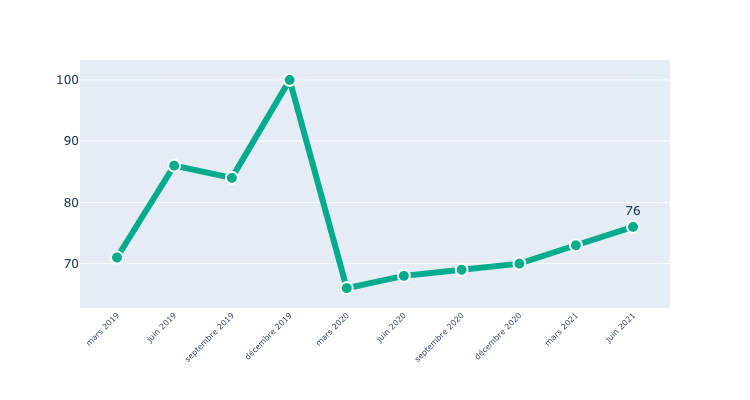 100
90
80
70
76
mars 2019
juin 2019
septembre 2019
décembre 2019
mars 2020
juin 2020
septembre 2020
décembre 2020
mars 2021
juin 2021